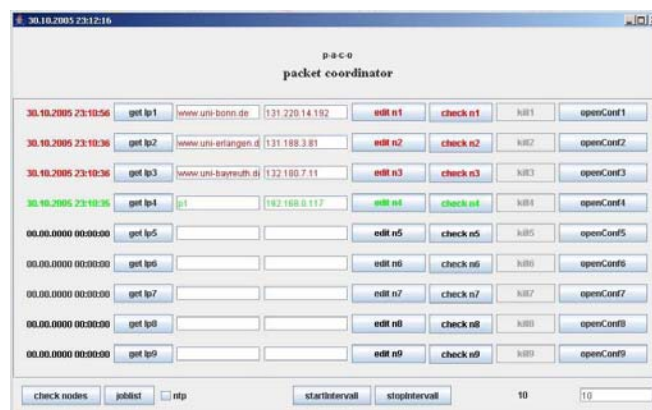 30.10.2005 23:12:16
p-a-c-o
packet coordinator
30.10.2005 23:10:56 get Ip1 www.uni-bonn.de 131.220.14.192 edit n1 check n1 kill1 openConf1
30.10.2005 23:10:36 get Ip2 www.uni-erlangen.d 131.188.3.81 edit n2 check n2 kill2 openConf2
30.10.2005 23:10:36 get Ip3 www.uni-bayreuth.d 132.180.7.11 edit n3 check n3 kill3 openConf3
30.10.2005 23:10:35 get Ip4 p1 192.168.0.117 edit n4 check n4 kill4 openConf4
00.00.0000 00:00:00 get Ip5 edit n5 check n5 kill5 openConf5
00.00.0000 00:00:00 get Ip6 edit n6 check n6 kill6 openConf6
00.00.0000 00:00:00 get Ip7 edit n7 check n7 kill7 openConf7
00.00.0000 00:00:00 get Ip8 edit n8 check n8 kill8 openConf8
00.00.0000 00:00:00 get Ip9 edit n9 check n9 kill9 openConf9
check nodes joblist ntp startIntervall stopIntervall 10 10